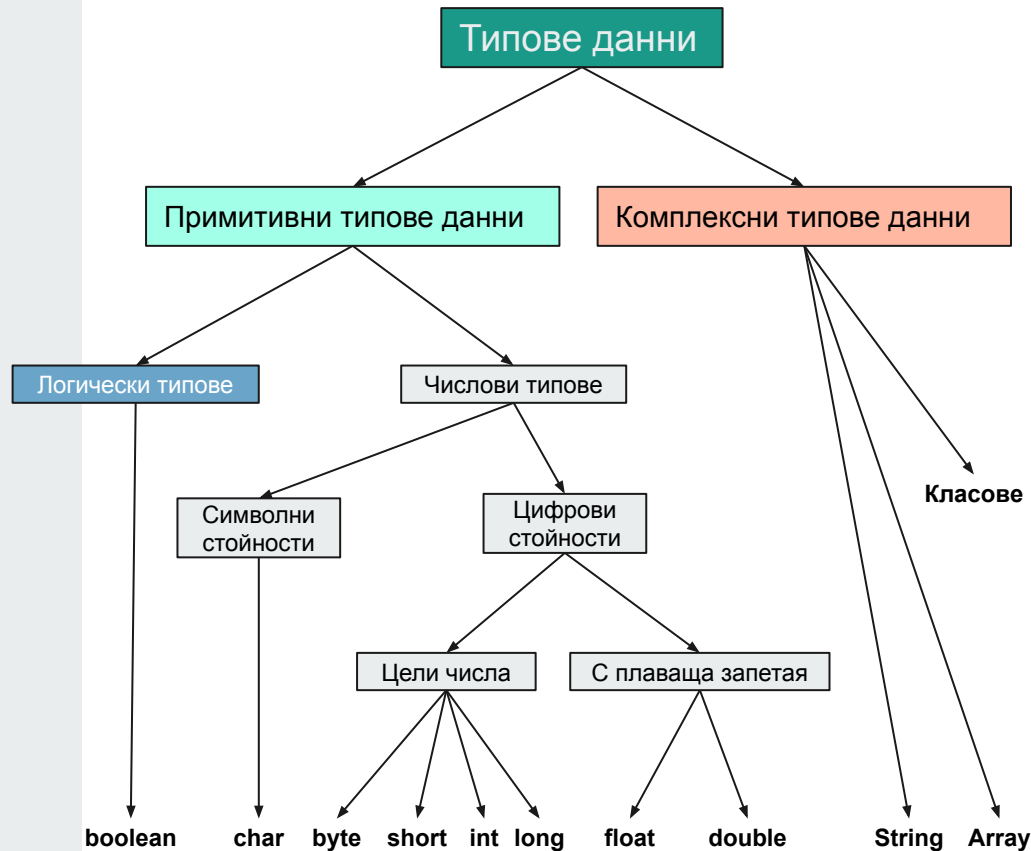 Типове данни
Примитивни типове данни
Комплексни типове данни
Логически типове
Числови типове
Класове
Символни
стойности
Цифрови
стойности
Цели числа
С плаваща запетая
boolean
char
byte
short
int
long
float
double
String
Array